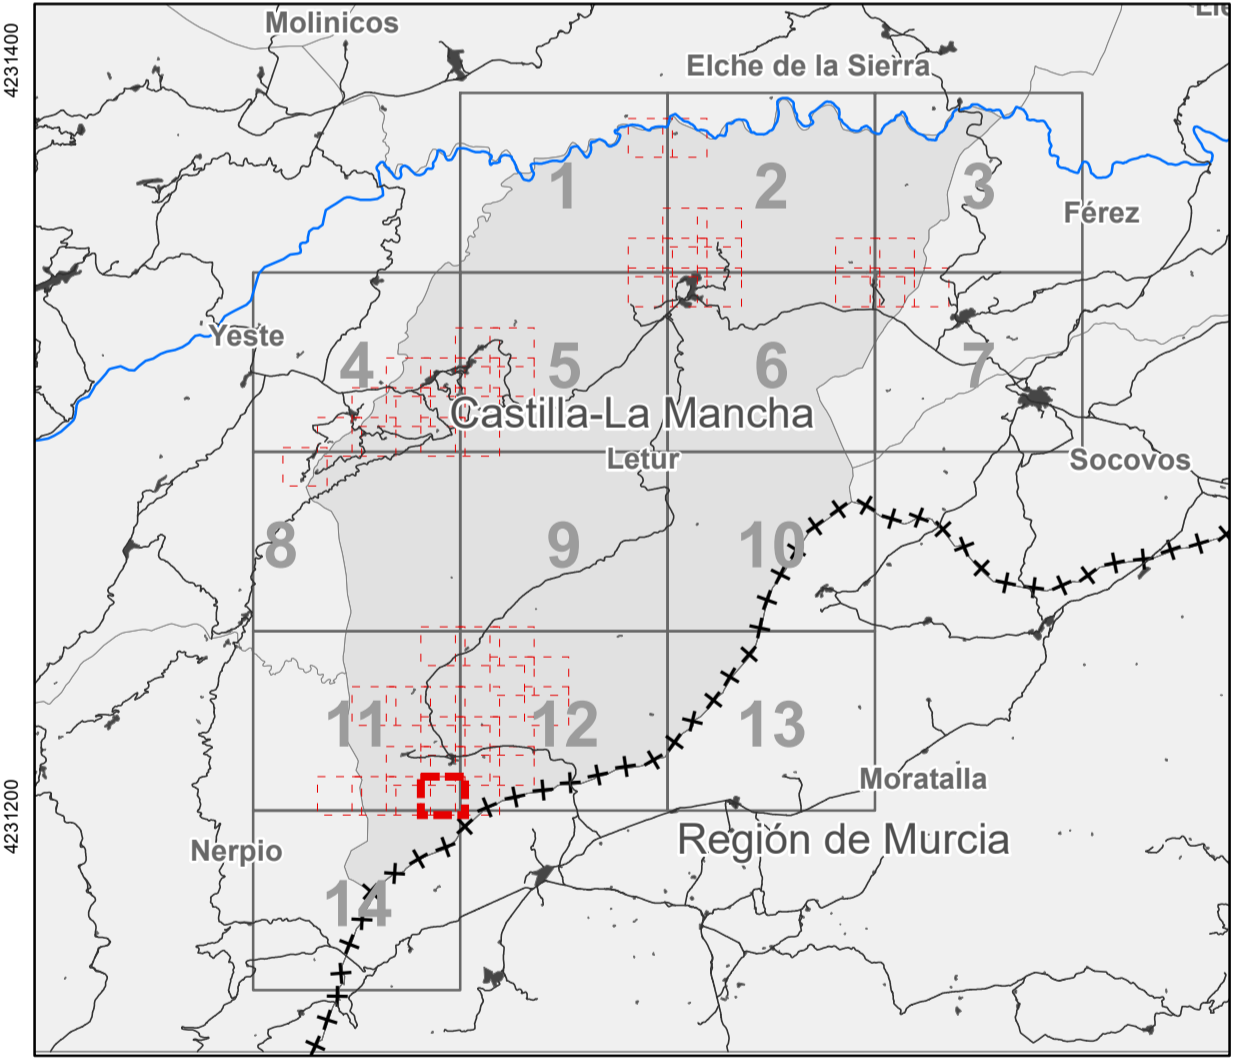 Molinicos
4231400
Elche de la Sierra
1
2
3
Férez
Yeste
4
5
6
7
Castilla-La Mancha
Letur
Socovos
8
9
10
11
12
13
Moratalla
4231200
Región de Murcia
Nerpio
14